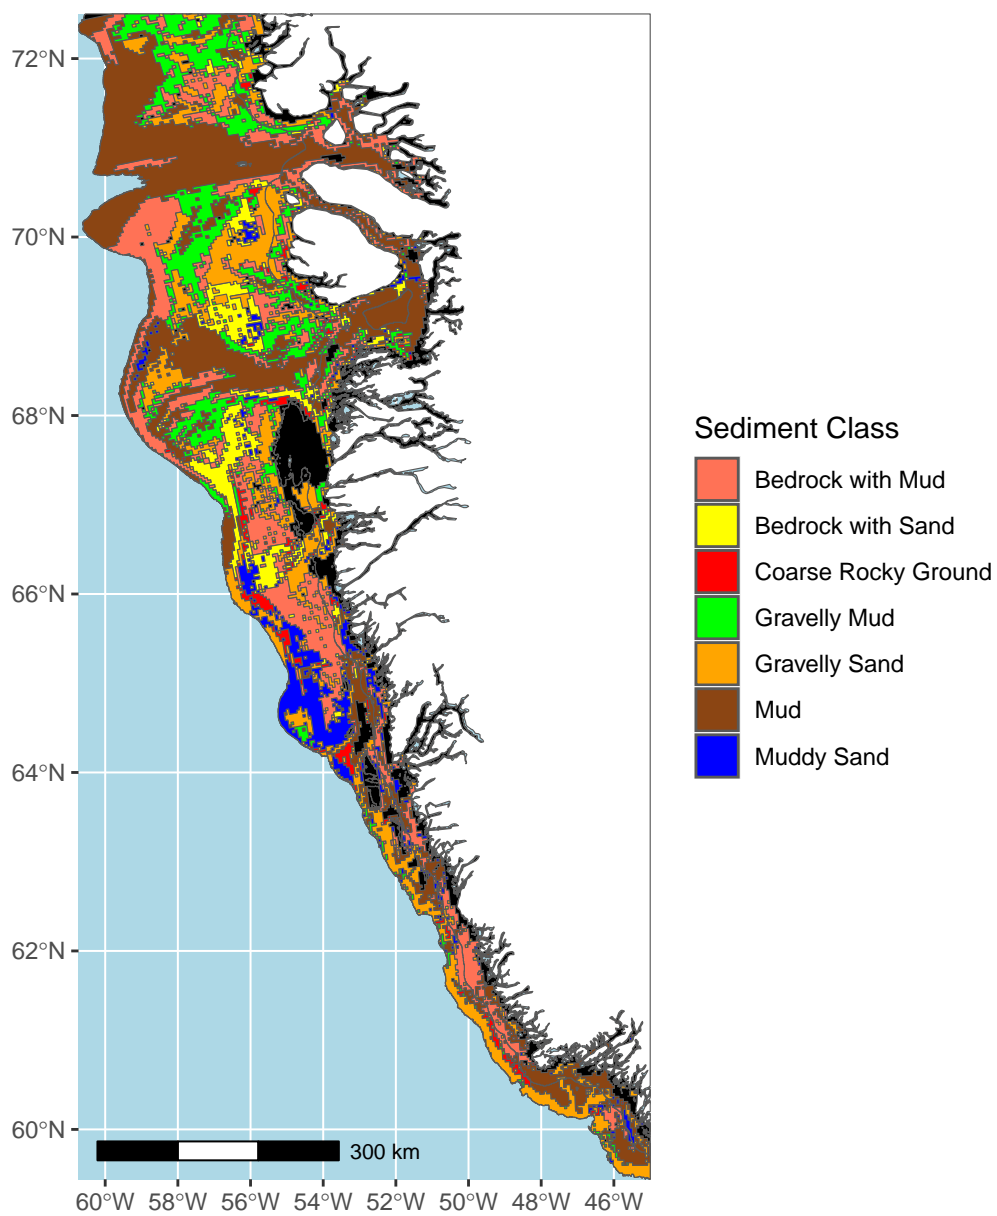 72°N
70°N
68°N
66°N
64°N
62°N
60°N
300 km
60°W 58°W 56°W 54°W 52°W 50°W 48°W 46°W
Sediment Class
Bedrock with Mud
Bedrock with Sand
Coarse Rocky Ground
Gravelly Mud
Gravelly Sand
Mud
Muddy Sand